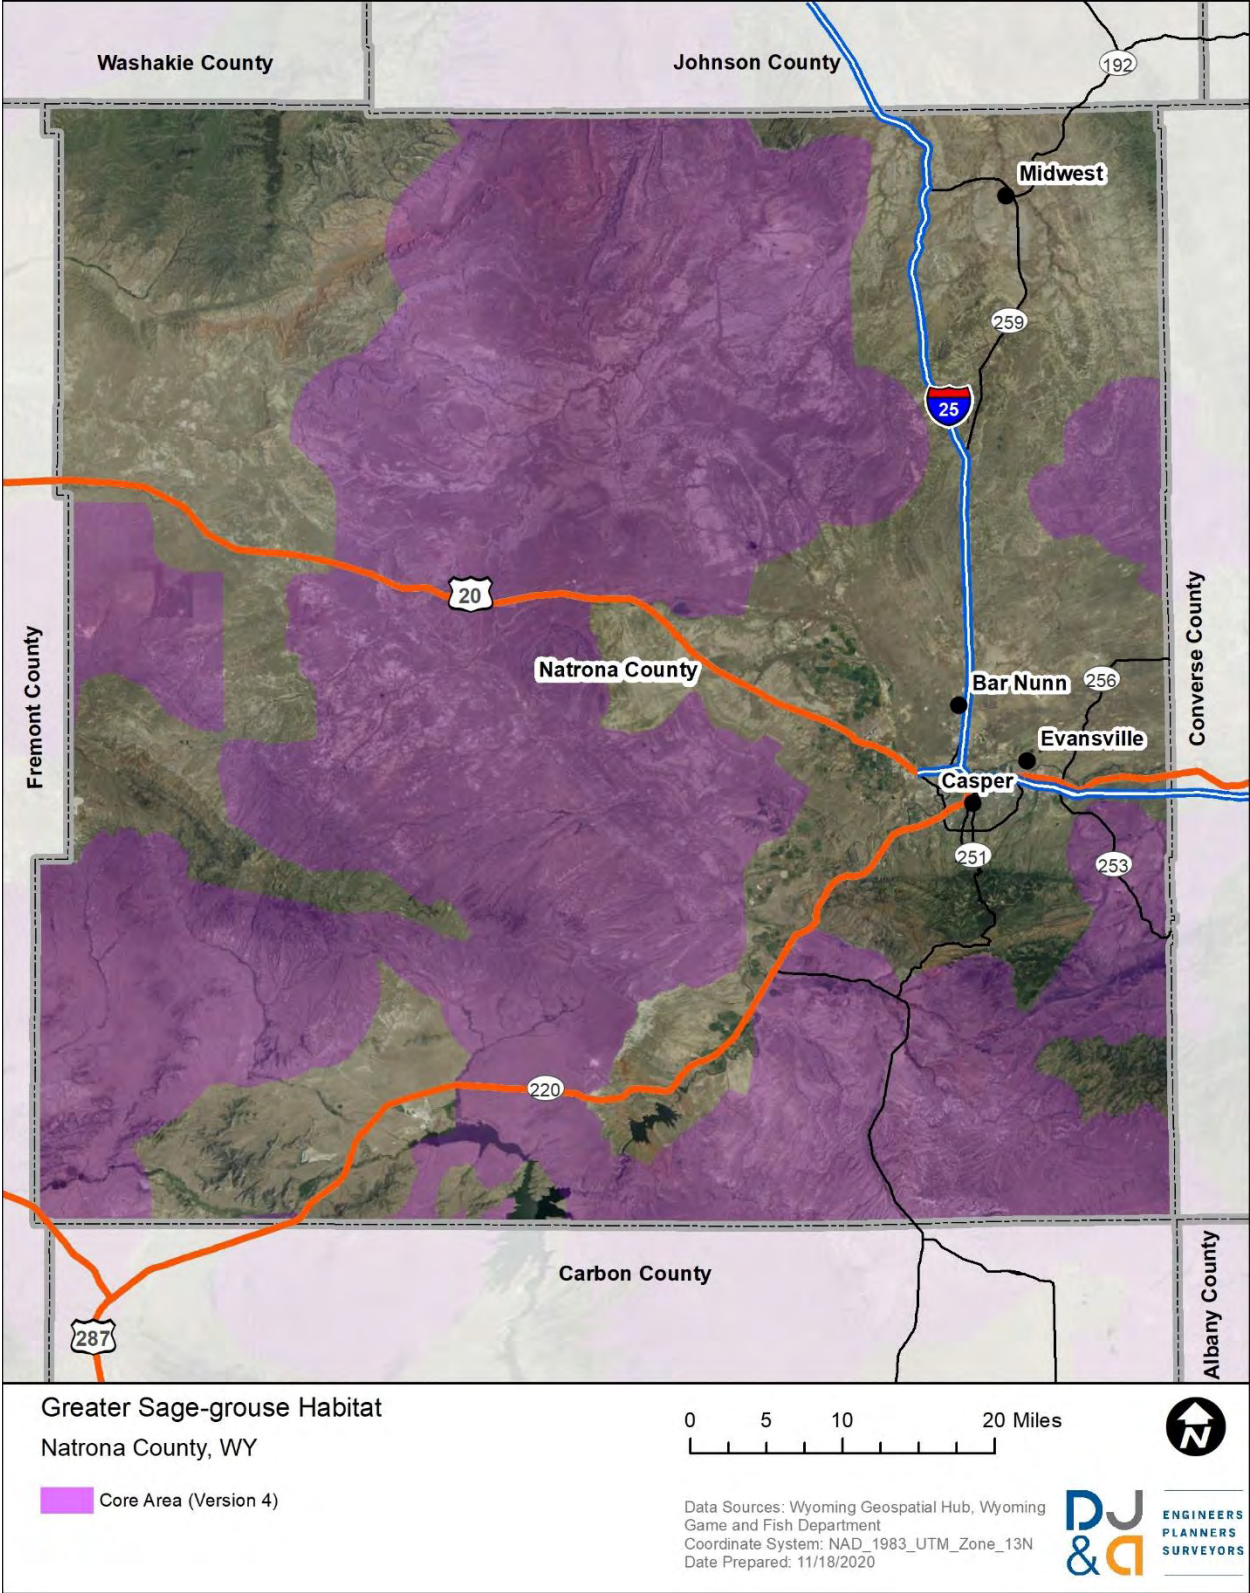 Washakie County
Johnson County
192
Midwest
259
25
20
Natrona County
Bar Nunn
256
Evansville
Casper
251
253
Fremont County
Converse County
220
Carbon County
Albany County
287
Greater Sage-grouse Habitat
Natrona County, WY
Core Area (Version 4)
0 5 10 20 Miles
N
Data Sources: Wyoming Geospatial Hub, Wyoming
Game and Fish Department
Coordinate System: NAD_1983_UTM_Zone_13N
Date Prepared: 11/18/2020
DJ
&a
ENGINEERS
PLANNERS
SURVEYORS